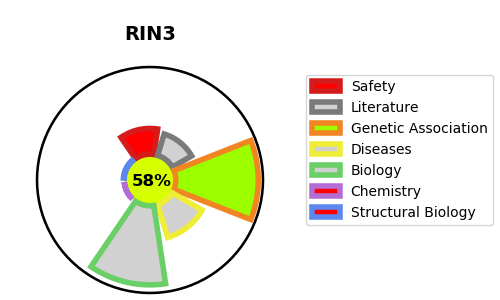 RIN3
58%
Safety
Literature
Genetic Association
Diseases
Biology
Chemistry
Structural Biology